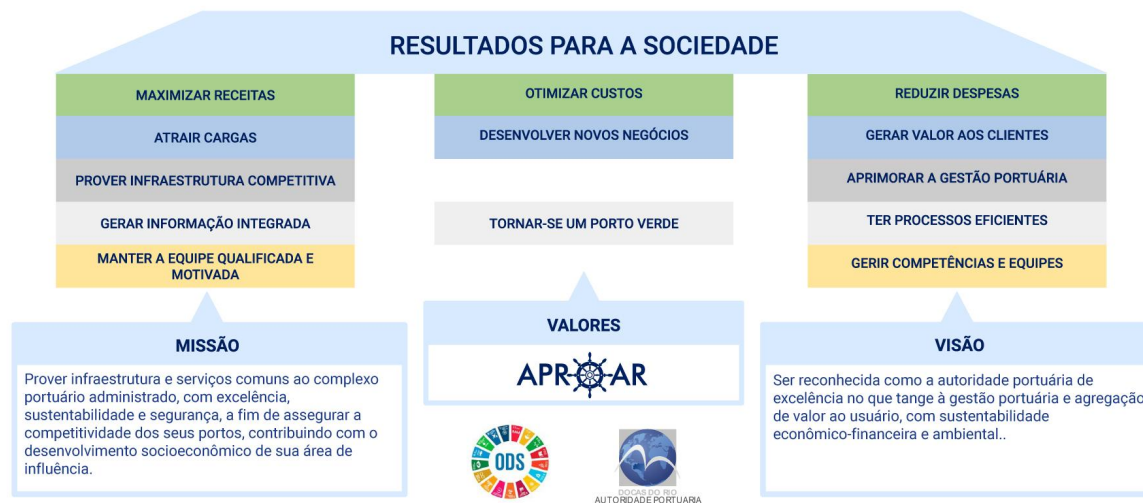 RESULTADOS PARA A SOCIEDADE
MAXIMIZAR RECEITAS
OTIMIZAR CUSTOS
REDUZIR DESPESAS
ATRAIR CARGAS
DESENVOLVER NOVOS NEGÓCIOS
GERAR VALOR AOS CLIENTES
PROVER INFRAESTRUTURA COMPETITIVA
APRIMORAR A GESTÃO PORTUÁRIA
GERAR INFORMAÇÃO INTEGRADA
TORNAR-SE UM PORTO VERDE
TER PROCESSOS EFICIENTES
MANTER A EQUIPE QUALIFICADA E
MOTIVADA
GERIR COMPETÊNCIAS E EQUIPES
MISSÃO
Prover infraestrutura e serviços comuns ao complexo
portuário administrado, com excelência,
sustentabilidade e segurança, a fim de assegurar a
competitividade dos seus portos, contribuindo com o
desenvolvimento socioeconômico de sua área de
influência.
VALORES
APROAR
ODS
DOCAS DO RIO
AUTORIDADE PORTUARIA
VISÃO
Ser reconhecida como a autoridade portuária de
excelência no que tange à gestão portuária e agregação
de valor ao usuário, com sustentabilidade
econômico-financeira e ambiental..